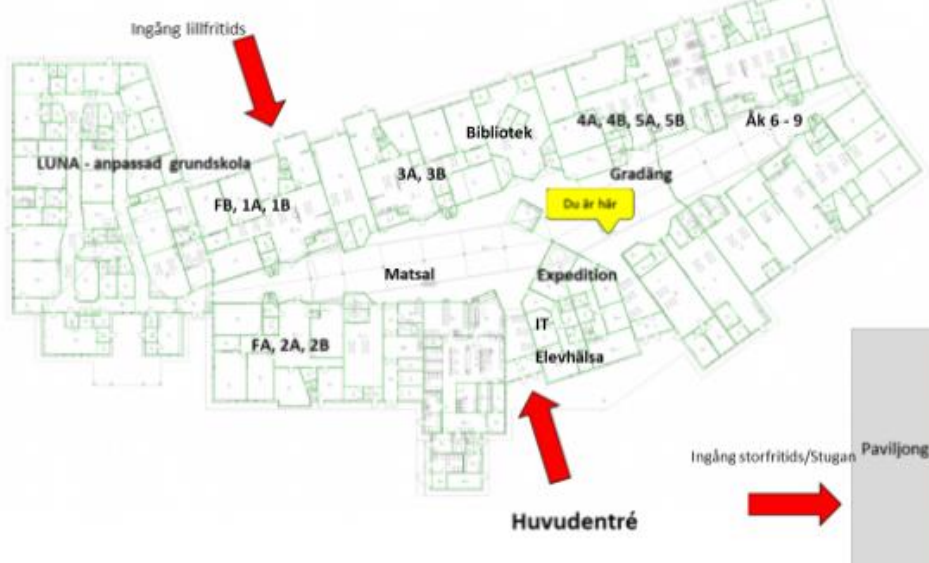 Ingång lillfritids
LUNA - anpassad grundskola
FB, 1A, 1B
3A, 3B
Bibliotek
4A, 4B, 5A, 5B
Åk 6 - 9
Gradäng
Du är här
Matsal
Expedition
FA, 2A, 2B
IT
Elevhälsa
Huvudentré
Ingång storfritids/Stugan
Paviljong